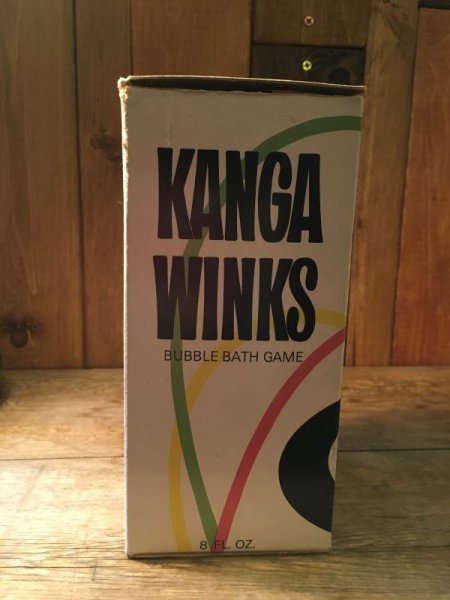 KANGA
WINKS
BUBBLE BATH GAME
8 FL. OZ.